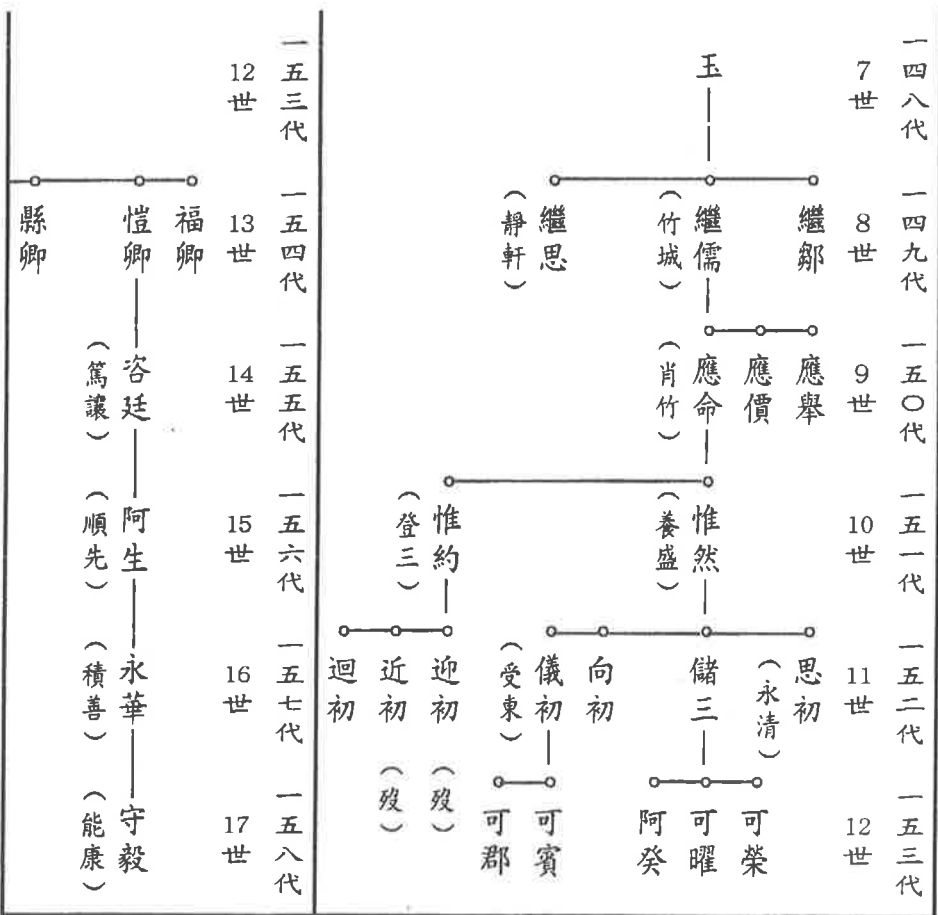 一四八代
7世
玉
一四九代
8世
繼鄒
繼儒
（竹城）
繼思
（靜軒）
一五〇代
9世
應舉
應價
應命
（肖竹）
一五一代
10世
惟然
（養盛）
惟約
（登三）
一五二代
11世
思初
（永清）
儲三
向初
儀初
（受東）
迎初
（歿）
近初
（歿）
迴初
一五三代
12世
可榮
可曜
阿癸
可賓
可郡
一五三代
12世
一五四代
13世
福卿
愷卿
縣卿
一五五代
14世
咨廷
（篤讓）
一五六代
15世
阿生
（順先）
一五七代
16世
永華
（積善）
一五八代
17世
守毅
（能康）